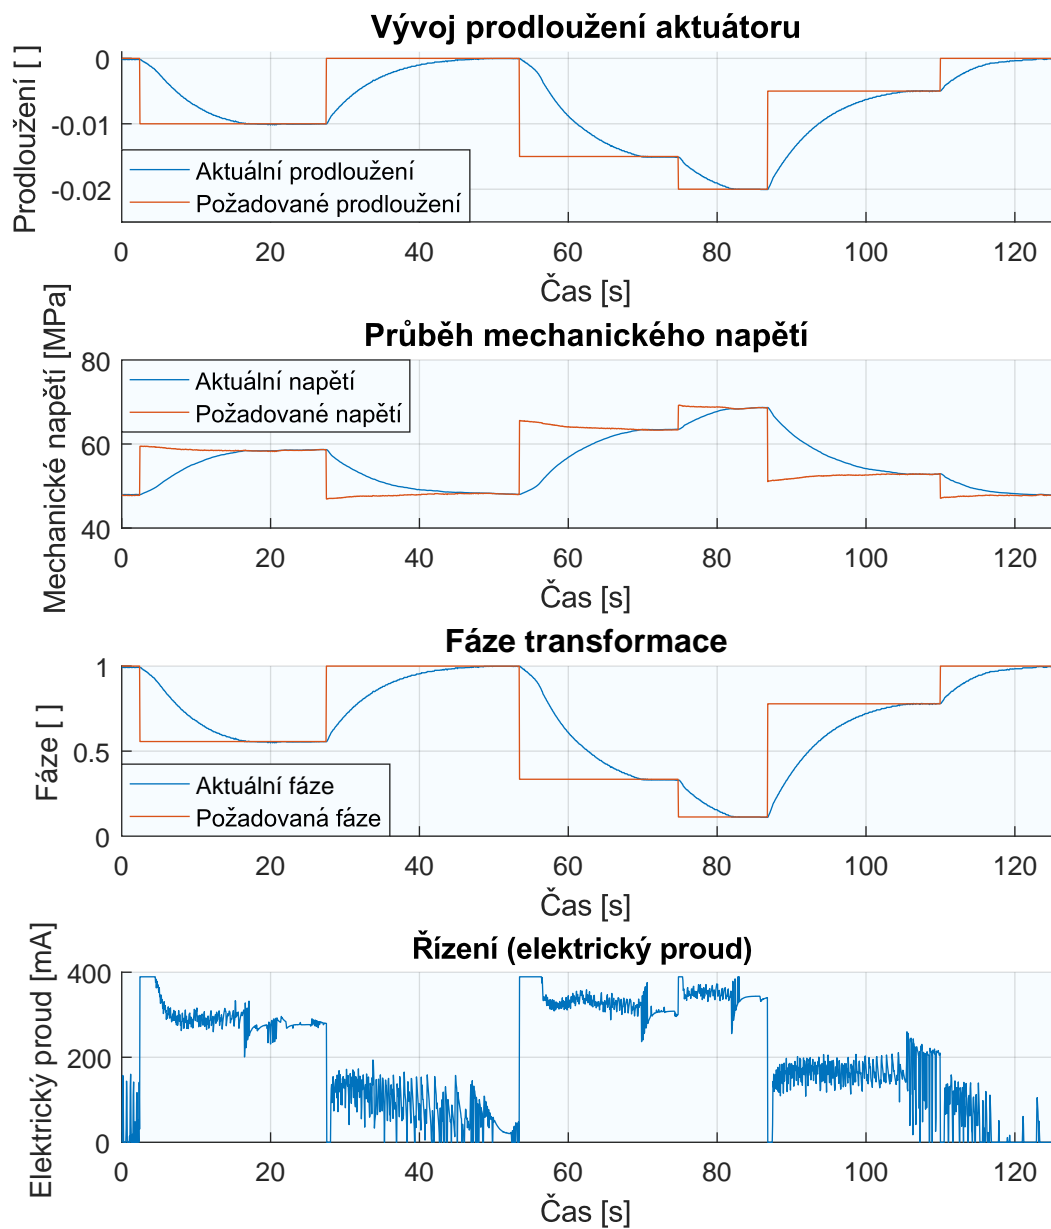 Vývoj prodloužení aktuátoru
Prodloužení [ ]
0
-0.01
-0.02
Aktuální prodloužení
Požadované prodloužení
0 20 40 60 80 100 120
Čas [s]
Průběh mechanického napětí
Mechanické napětí [MPa]
80
60
40
Aktuální napětí
Požadované napětí
0 20 40 60 80 100 120
Čas [s]
Fáze transformace
Fáze [ ]
1
0.5
0
Aktuální fáze
Požadovaná fáze
0 20 40 60 80 100 120
Čas [s]
Řízení (elektrický proud)
Elektrický proud [mA]
400
200
0
0 20 40 60 80 100 120
Čas [s]